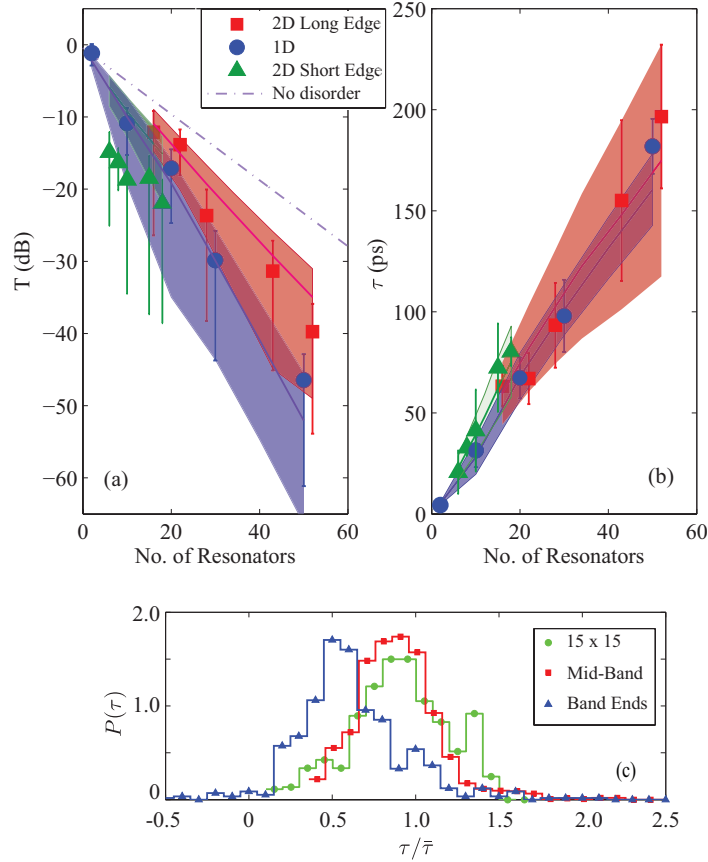 2D Long Edge
1D
2D Short Edge
No disorder
0
−10
−20
−30
−40
−50
−60
T (dB)
(a)
0 20 40 60
No. of Resonators
250
200
150
100
50
0
τ (ps)
(b)
0 20 40 60
No. of Resonators
2.0
1.0
0
P(τ)
15 x 15
Mid-Band
Band Ends
(c)
-0.5 0 0.5 1.0 1.5 2.0 2.5
τ/τ̄